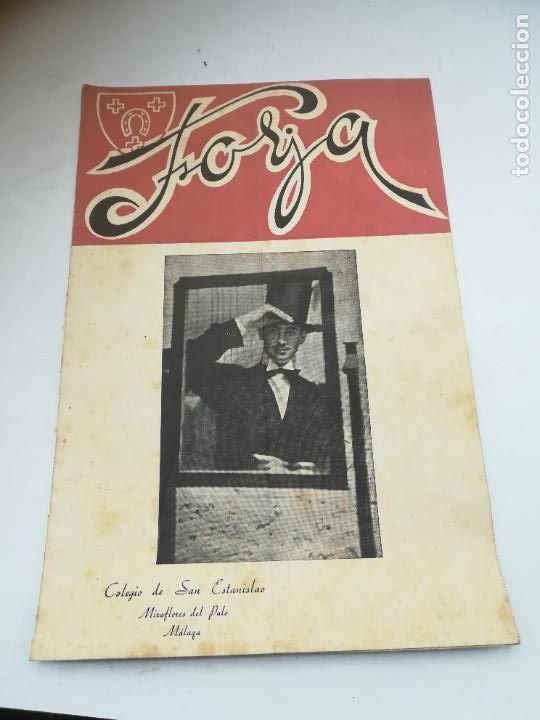 Forja
Colegio de San Estanislao
Miraflores del Palo
Málaga
todocoleccion